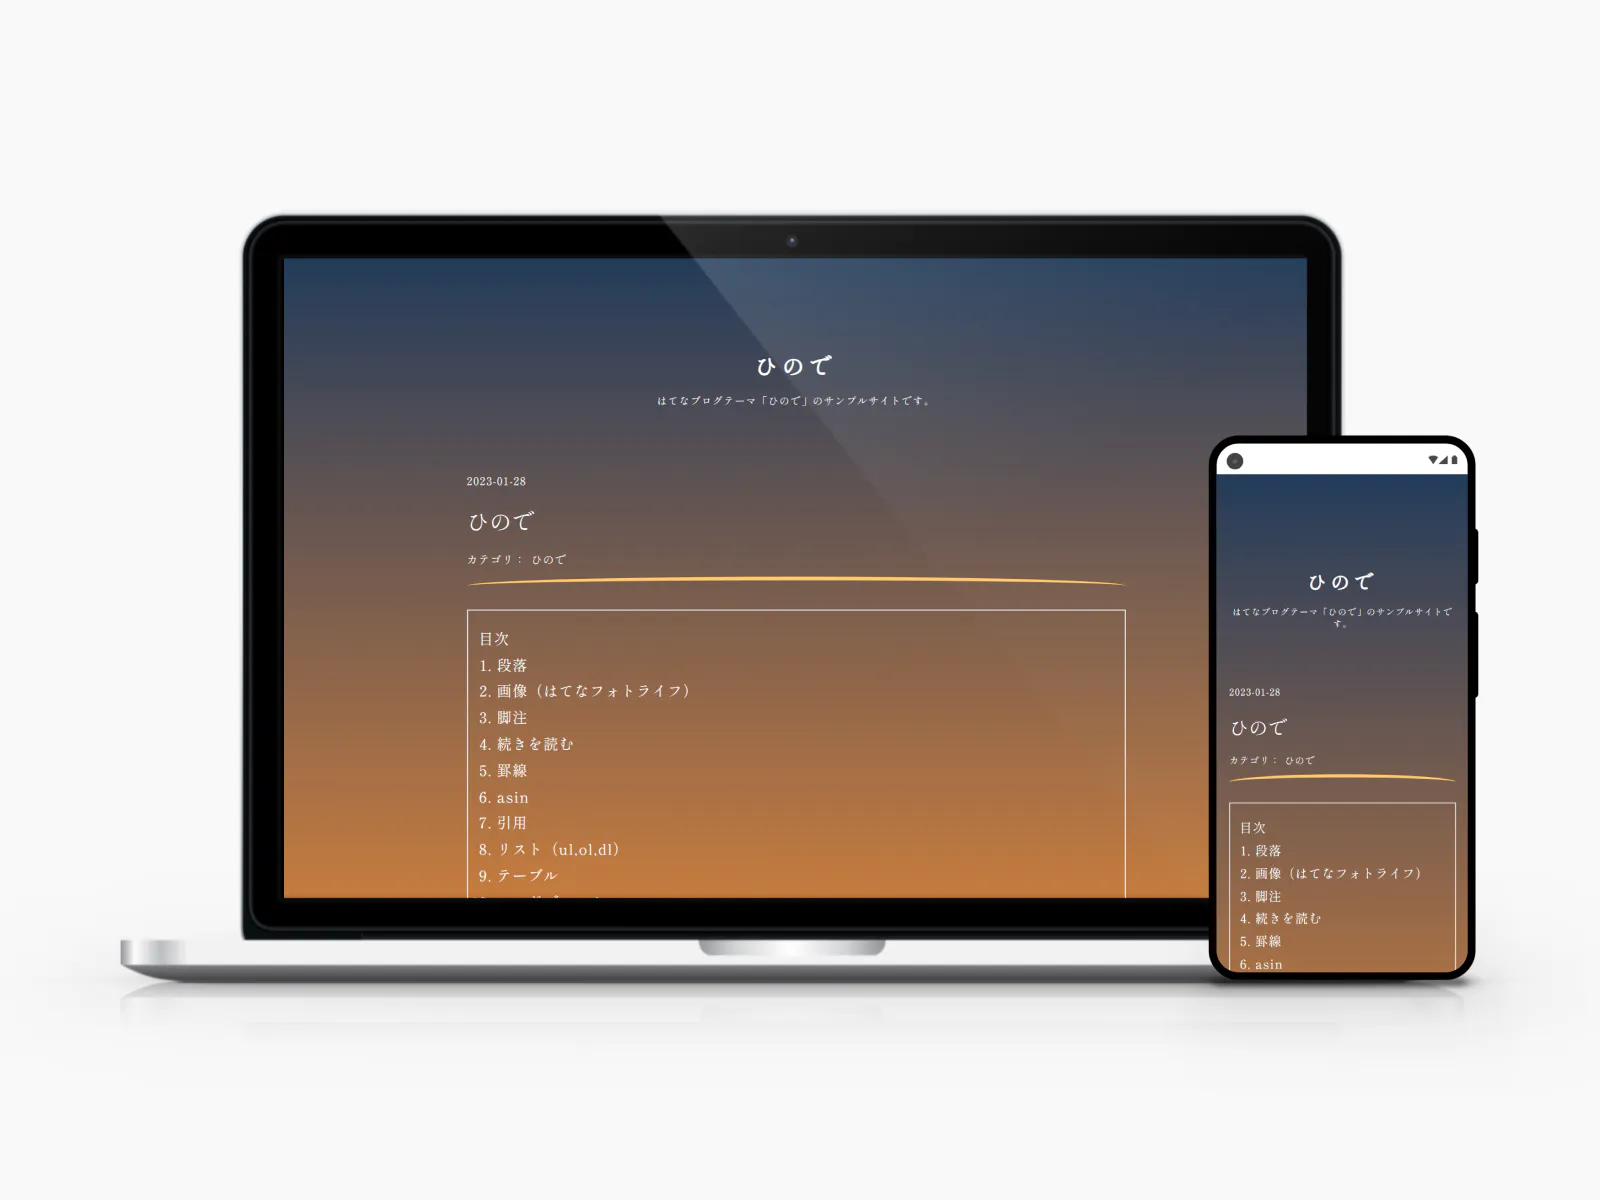 ひので
はてなブログテーマ「ひので」のサンプルサイトです。
2023-01-28
ひので
カテゴリ： ひので
目次
1. 段落
2. 画像（はてなフォトライフ）
3. 脚注
4. 続きを読む
5. 罫線
6. asin
7. 引用
8. リスト（ul,ol,dl）
9. テーブル
ひので
はてなブログテーマ「ひので」のサンプルサイトで
す。
2023-01-28
ひので
カテゴリ： ひので
目次
1. 段落
2. 画像（はてなフォトライフ）
3. 脚注
4. 続きを読む
5. 罫線
6. asin